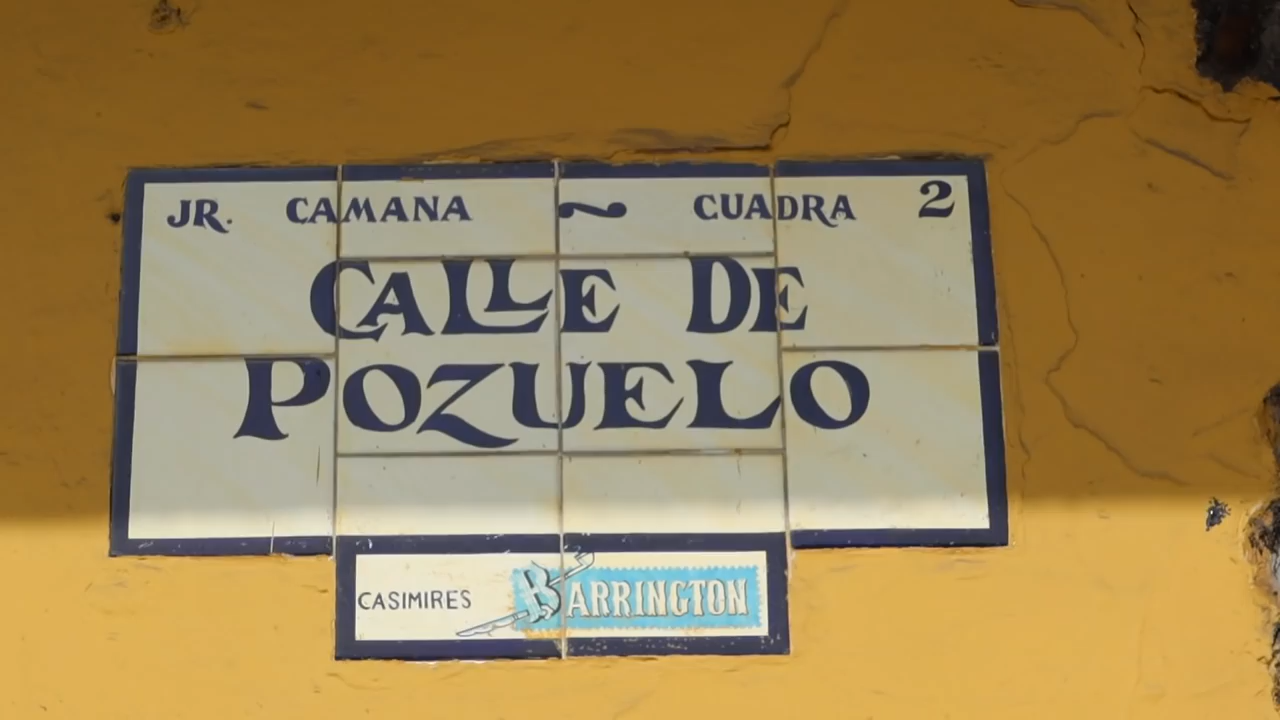 JR. CAMANA ~ CUADRA 2
CALLE DE
POZUELO
CASIMIRES BARRINGTON